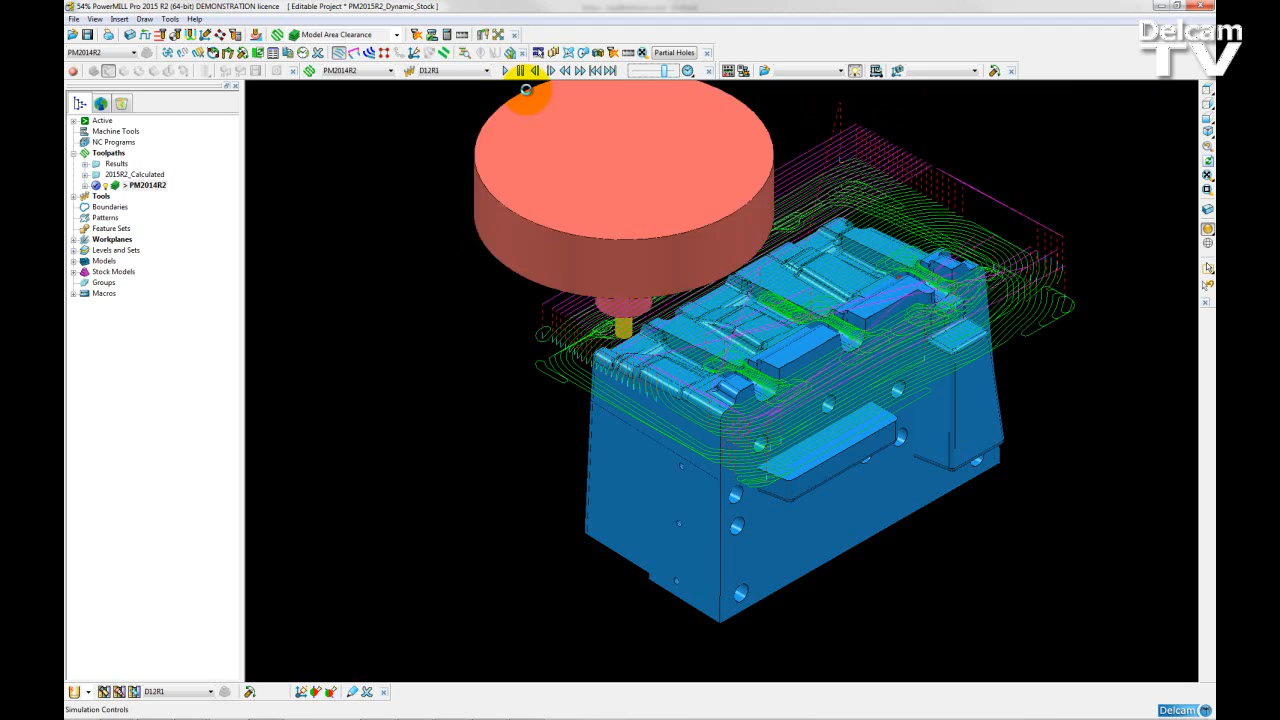 54% PowerMILL Pro 2015 R2 (64-bit) DEMONSTRATION licence [ Editable Project * PM2015R2_Dynamic_Stock ]
Delcam
TV
File View Insert Draw Tools Help
Model Area Clearance
PM2014R2
Partial Holes
PM2014R2
D12R1
Active
Machine Tools
NC Programs
Toolpaths
Results
2015R2_Calculated
> PM2014R2
Tools
Boundaries
Patterns
Feature Sets
Workplanes
Levels and Sets
Models
Stock Models
Groups
Macros
D12R1
Simulation Controls
Delcam